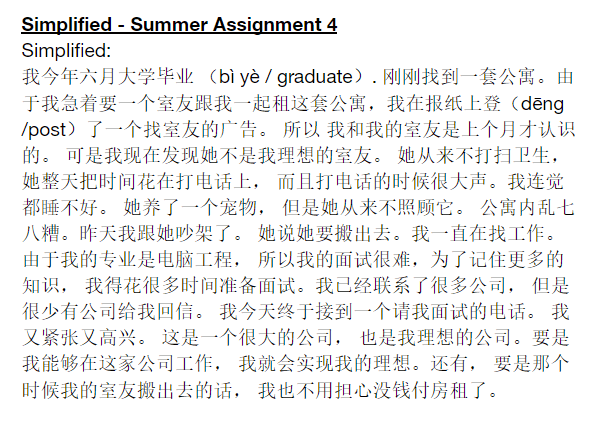 Simplified - Summer Assignment 4
Simplified:
我今年六月大学毕业 （bì yè / graduate）. 刚刚找到一套公寓。由
于我急着要一个室友跟我一起租这套公寓，我在报纸上登（dēng
/post）了一个找室友的广告。 所以 我和我的室友是上个月才认识
的。 可是我现在发现她不是我理想的室友。 她从来不打扫卫生，
她整天把时间花在打电话上， 而且打电话的时候很大声。我连觉
都睡不好。 她养了一个宠物， 但是她从来不照顾它。 公寓内乱七
八糟。昨天我跟她吵架了。 她说她要搬出去。我一直在找工作。
由于我的专业是电脑工程， 所以我的面试很难，为了记住更多的
知识， 我得花很多时间准备面试。我已经联系了很多公司， 但是
很少有公司给我回信。 我今天终于接到一个请我面试的电话。 我
又紧张又高兴。 这是一个很大的公司， 也是我理想的公司。要是
我能够在这家公司工作， 我就会实现我的理想。还有， 要是那个
时候我的室友搬出去的话， 我也不用担心没钱付房租了。